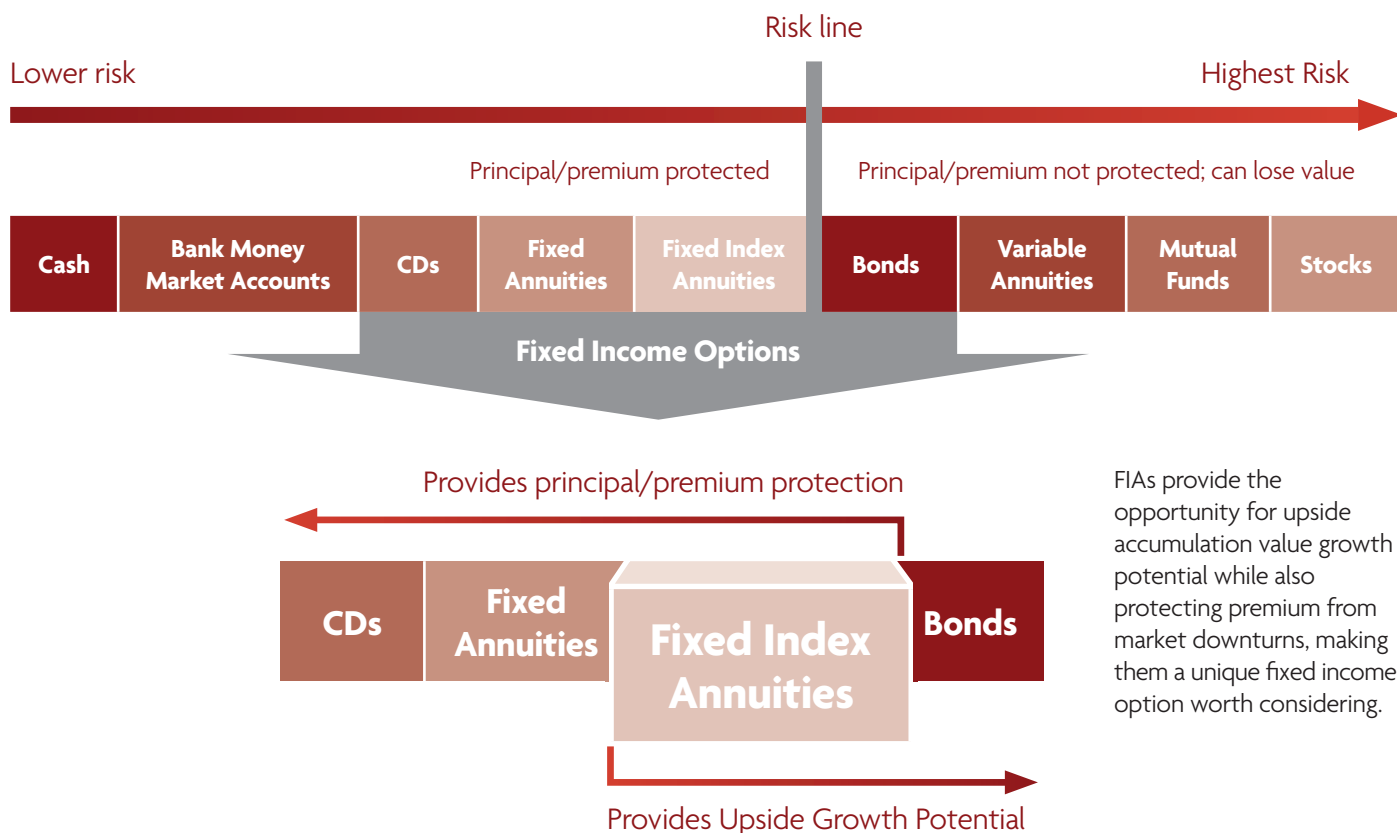 Risk line
Lower risk
Highest Risk
Principal/premium protected
Principal/premium not protected; can lose value
Cash
Bank Money
Market Accounts
CDs
Fixed
Annuities
Fixed Index
Annuities
Bonds
Variable
Annuities
Mutual
Funds
Stocks
Fixed Income Options
Provides principal/premium protection
CDs
Fixed
Annuities
Fixed Index
Annuities
Bonds
Provides Upside Growth Potential
FIAs provide the
opportunity for upside
accumulation value growth
potential while also
protecting premium from
market downturns, making
them a unique fixed income
option worth considering.